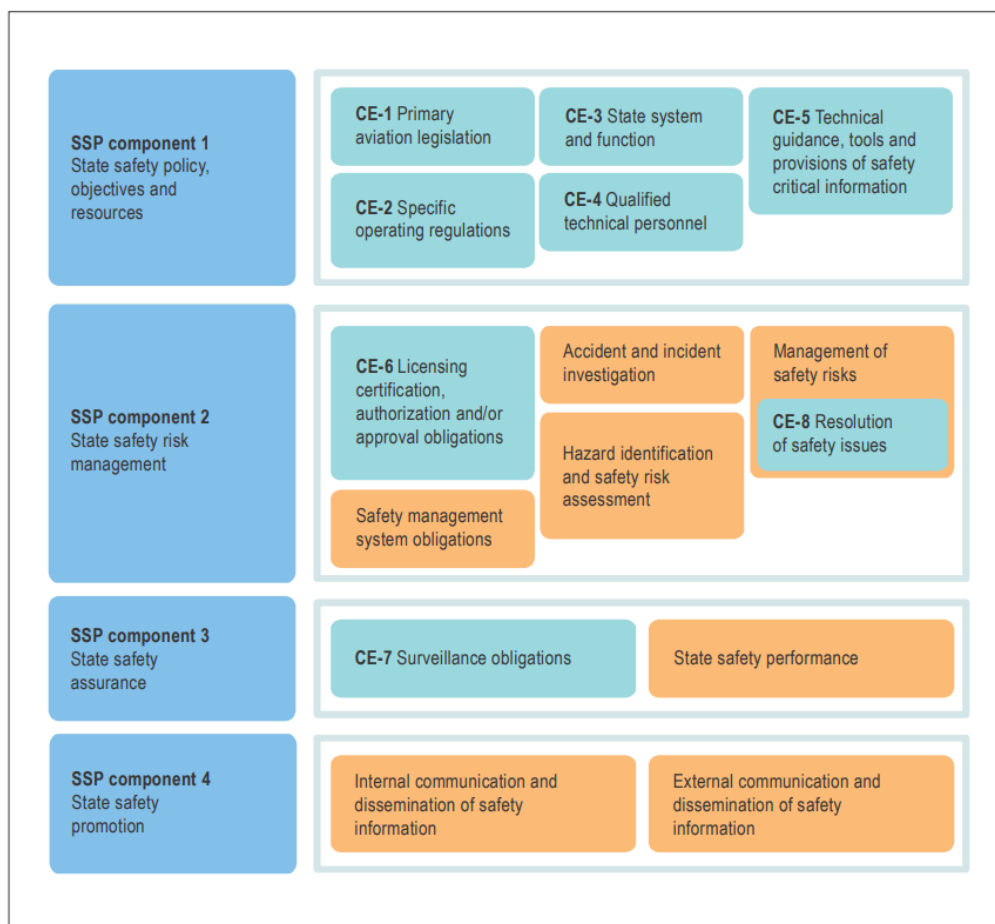 SSP component 1
State safety policy,
objectives and
resources
CE-1 Primary
aviation legislation
CE-2 Specific
operating regulations
CE-3 State system
and function
CE-4 Qualified
technical personnel
CE-5 Technical
guidance, tools and
provisions of safety
critical information
SSP component 2
State safety risk
management
CE-6 Licensing
certification,
authorization and/or
approval obligations
Safety management
system obligations
Accident and incident
investigation
Hazard identification
and safety risk
assessment
Management of
safety risks
CE-8 Resolution
of safety issues
SSP component 3
State safety
assurance
CE-7 Surveillance obligations
State safety performance
SSP component 4
State safety
promotion
Internal communication and
dissemination of safety
information
External communication and
dissemination of safety
information